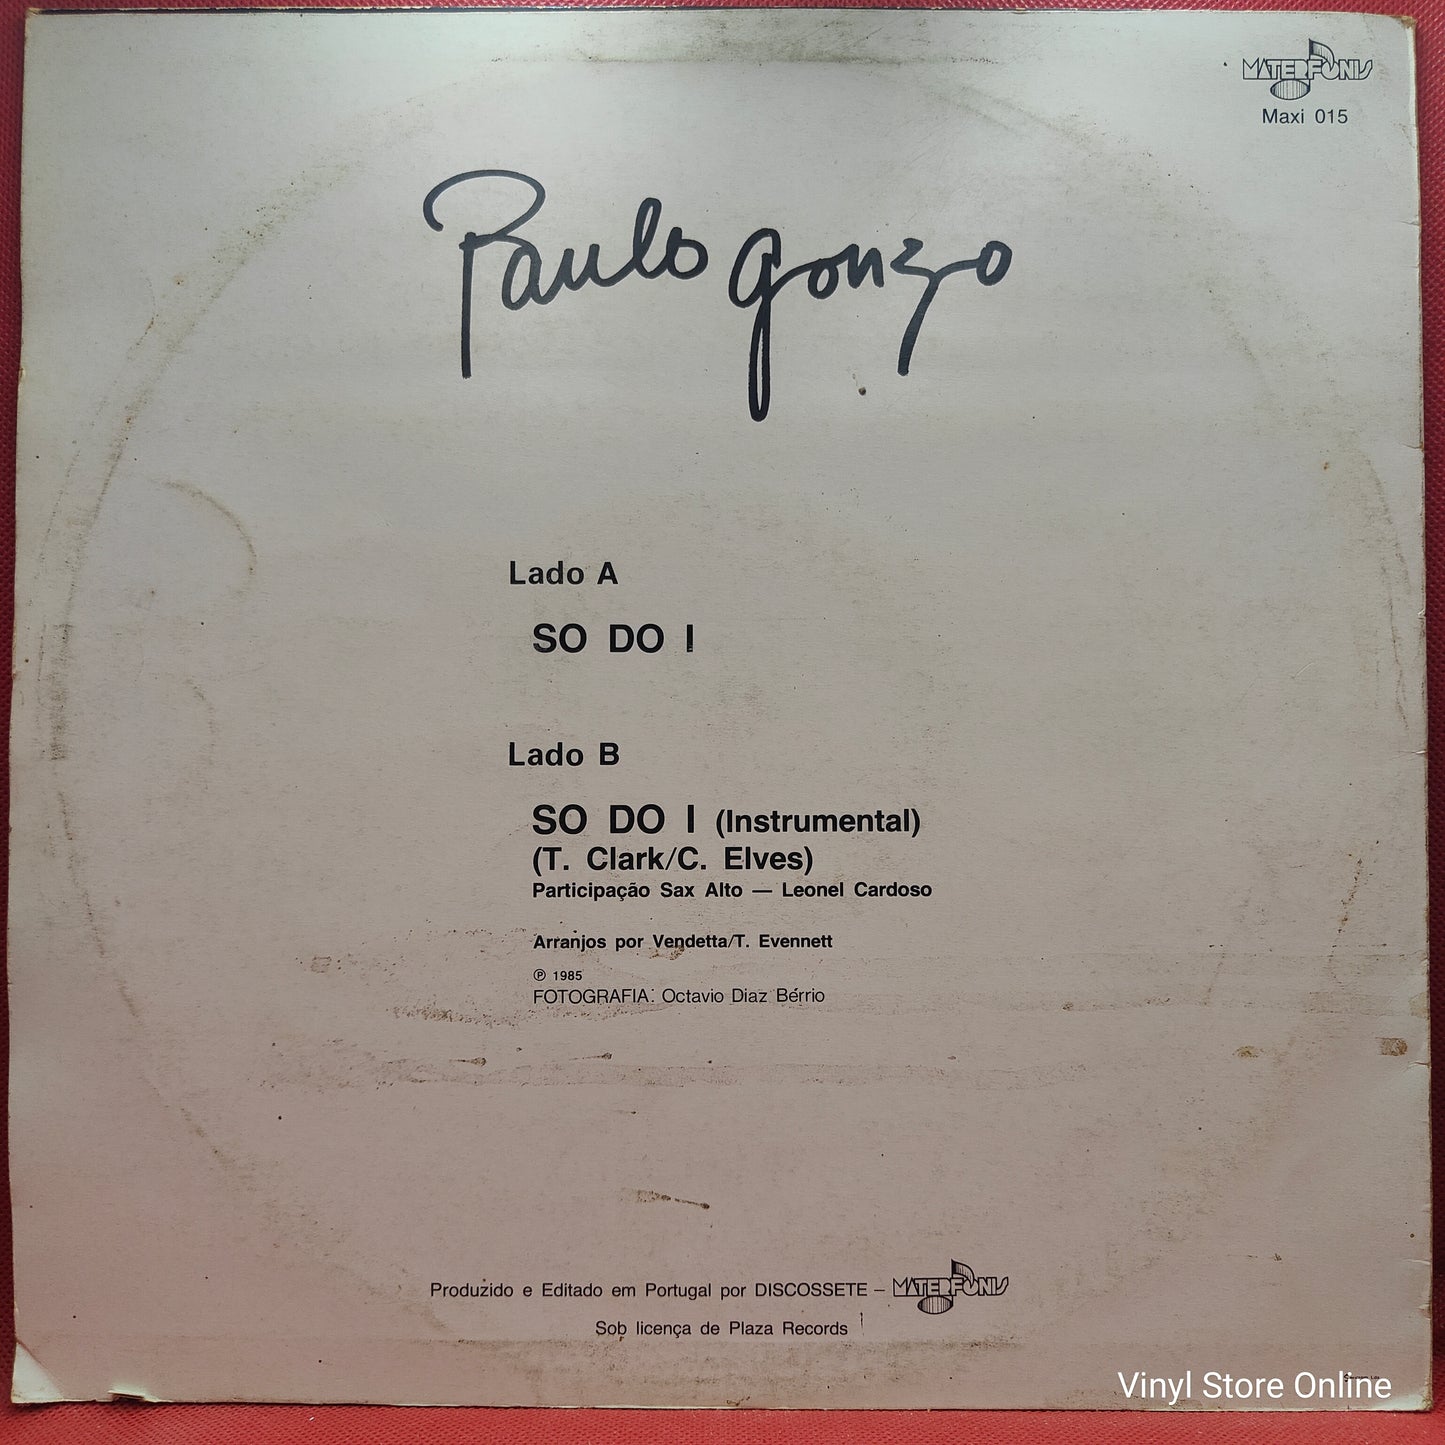 MATERFONIS
Maxi 015
Paulo gonzo
Lado A
SO DO I
Lado B
SO DO I (Instrumental)
(T. Clark/C. Elves)
Participação Sax Alto — Leonel Cardoso
Arranjos por Vendetta/T. Evennett
℗ 1985
FOTOGRAFIA: Octavio Diaz Bérrio
Produzido e Editado em Portugal por DISCOSSETE – MATERFONIS
Sob licença de Plaza Records
Vinyl Store Online